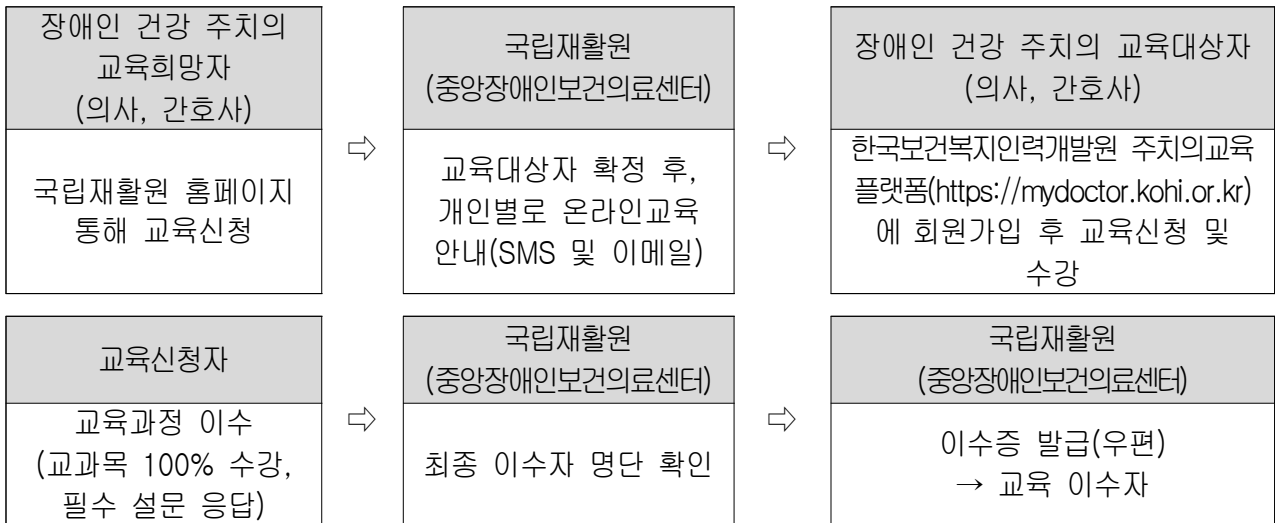 장애인 건강 주치의
교육희망자
(의사, 간호사)
국립재활원 홈페이지
통해 교육신청
⇨
국립재활원
(중앙장애인보건의료센터)
교육대상자 확정 후,
개인별로 온라인교육
안내(SMS 및 이메일)
⇨
장애인 건강 주치의 교육대상자
(의사, 간호사)
한국보건복지인력개발원 주치의교육
플랫폼(https://mydoctor.kohi.or.kr)
에 회원가입 후 교육신청 및
수강
교육신청자
교육과정 이수
(교과목 100% 수강,
필수 설문 응답)
⇨
국립재활원
(중앙장애인보건의료센터)
최종 이수자 명단 확인
⇨
국립재활원
(중앙장애인보건의료센터)
이수증 발급(우편)
→ 교육 이수자